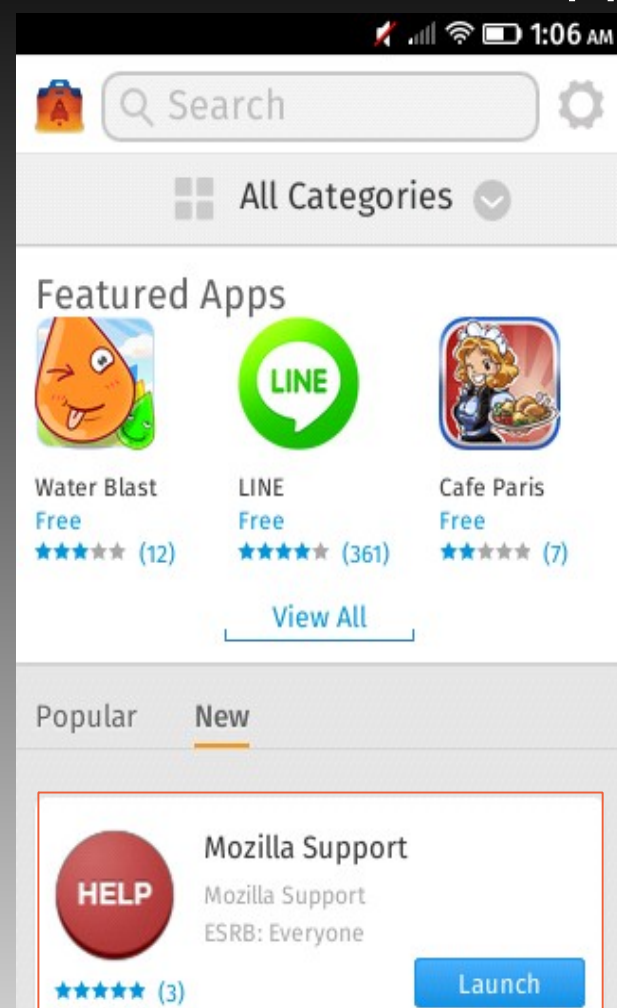 1:06 AM
Search
All Categories
Featured Apps
LINE
Water Blast
Free
(12)
LINE
Free
(361)
Cafe Paris
Free
(7)
View All
Popular New
HELP
Mozilla Support
Mozilla Support
ESRB: Everyone
(3)
Launch